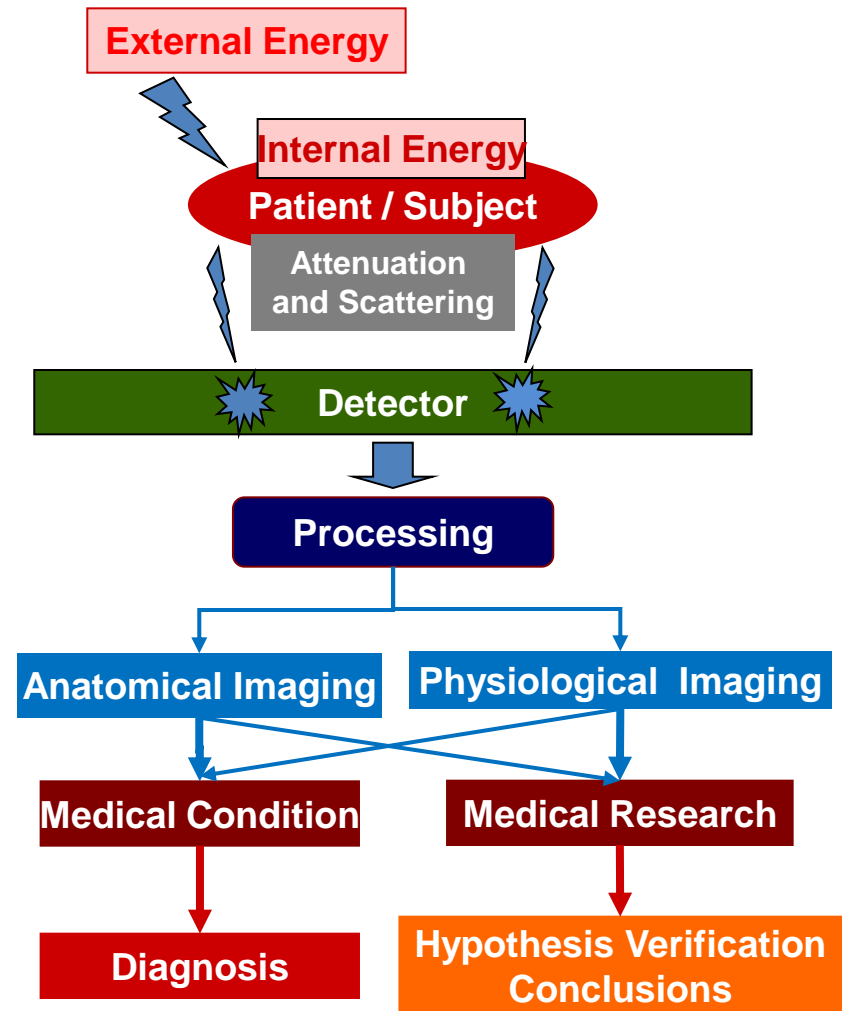 External Energy
Internal Energy
Patient / Subject
Attenuation
and Scattering
Detector
Processing
Anatomical Imaging
Physiological Imaging
Medical Condition
Medical Research
Diagnosis
Hypothesis Verification
Conclusions